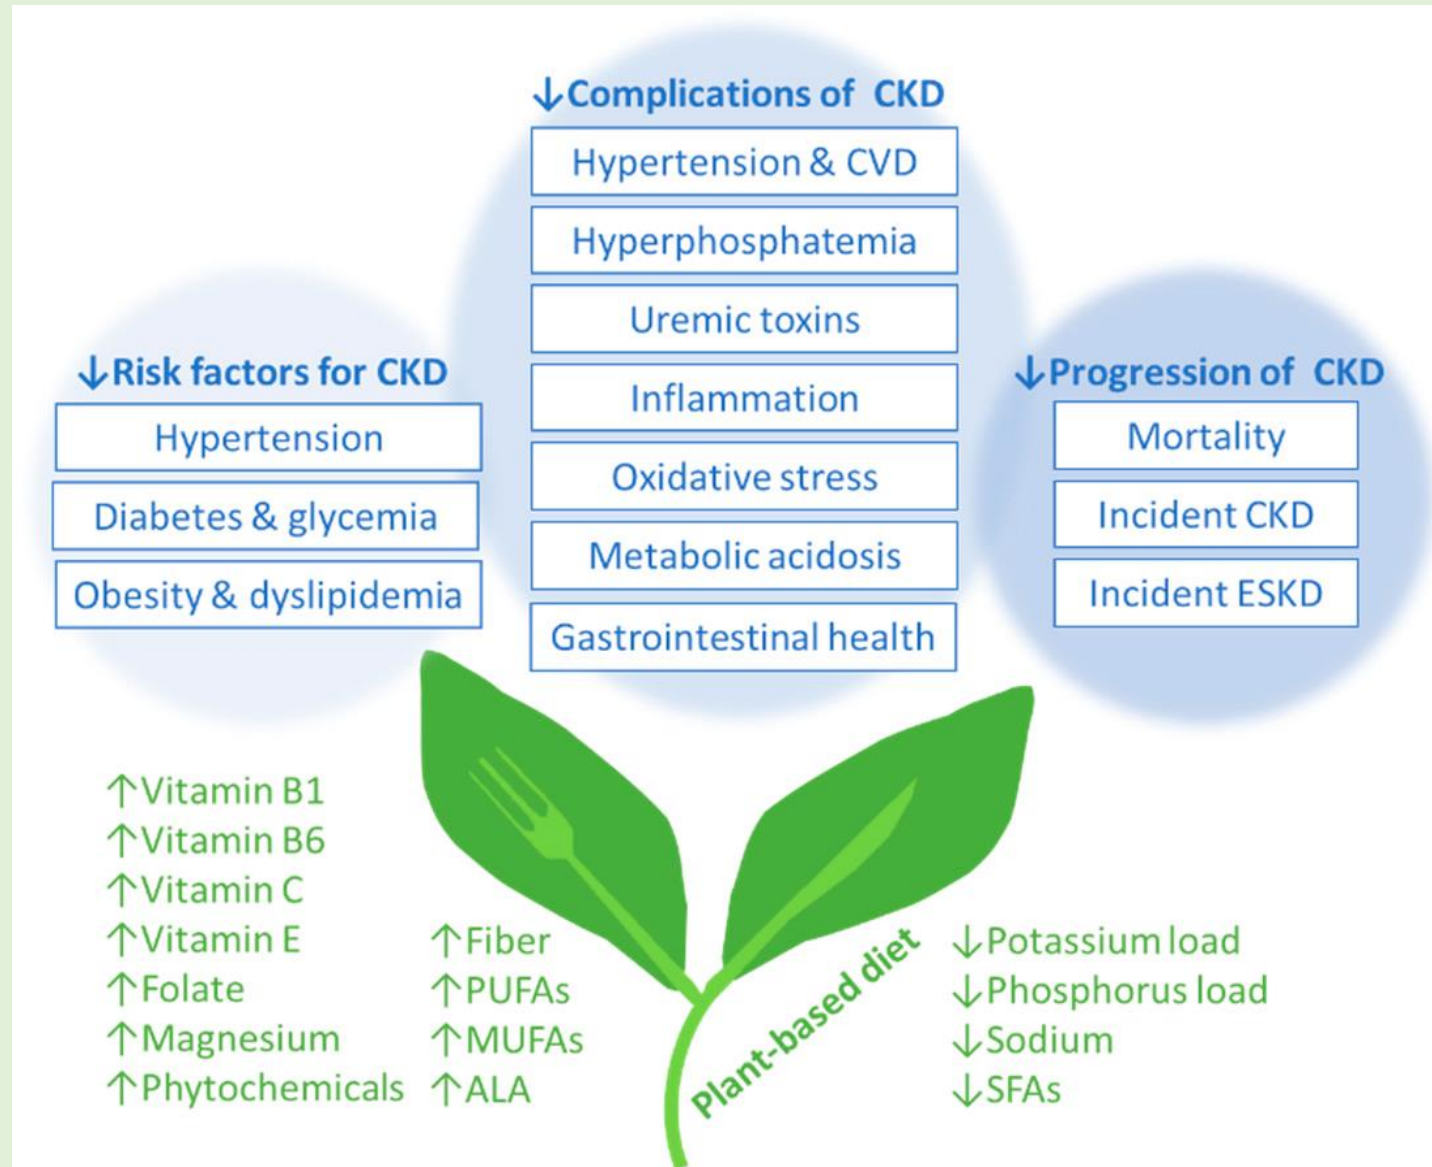 ↓Complications of CKD
Hypertension & CVD
Hyperphosphatemia
Uremic toxins
Inflammation
Oxidative stress
Metabolic acidosis
Gastrointestinal health
↓Risk factors for CKD
Hypertension
Diabetes & glycemia
Obesity & dyslipidemia
↓Progression of CKD
Mortality
Incident CKD
Incident ESKD
↑Vitamin B1
↑Vitamin B6
↑Vitamin C
↑Vitamin E
↑Folate
↑Magnesium
↑Phytochemicals
↑Fiber
↑PUFAs
↑MUFAs
↑ALA
Plant-based diet
↓Potassium load
↓Phosphorus load
↓Sodium
↓SFAs